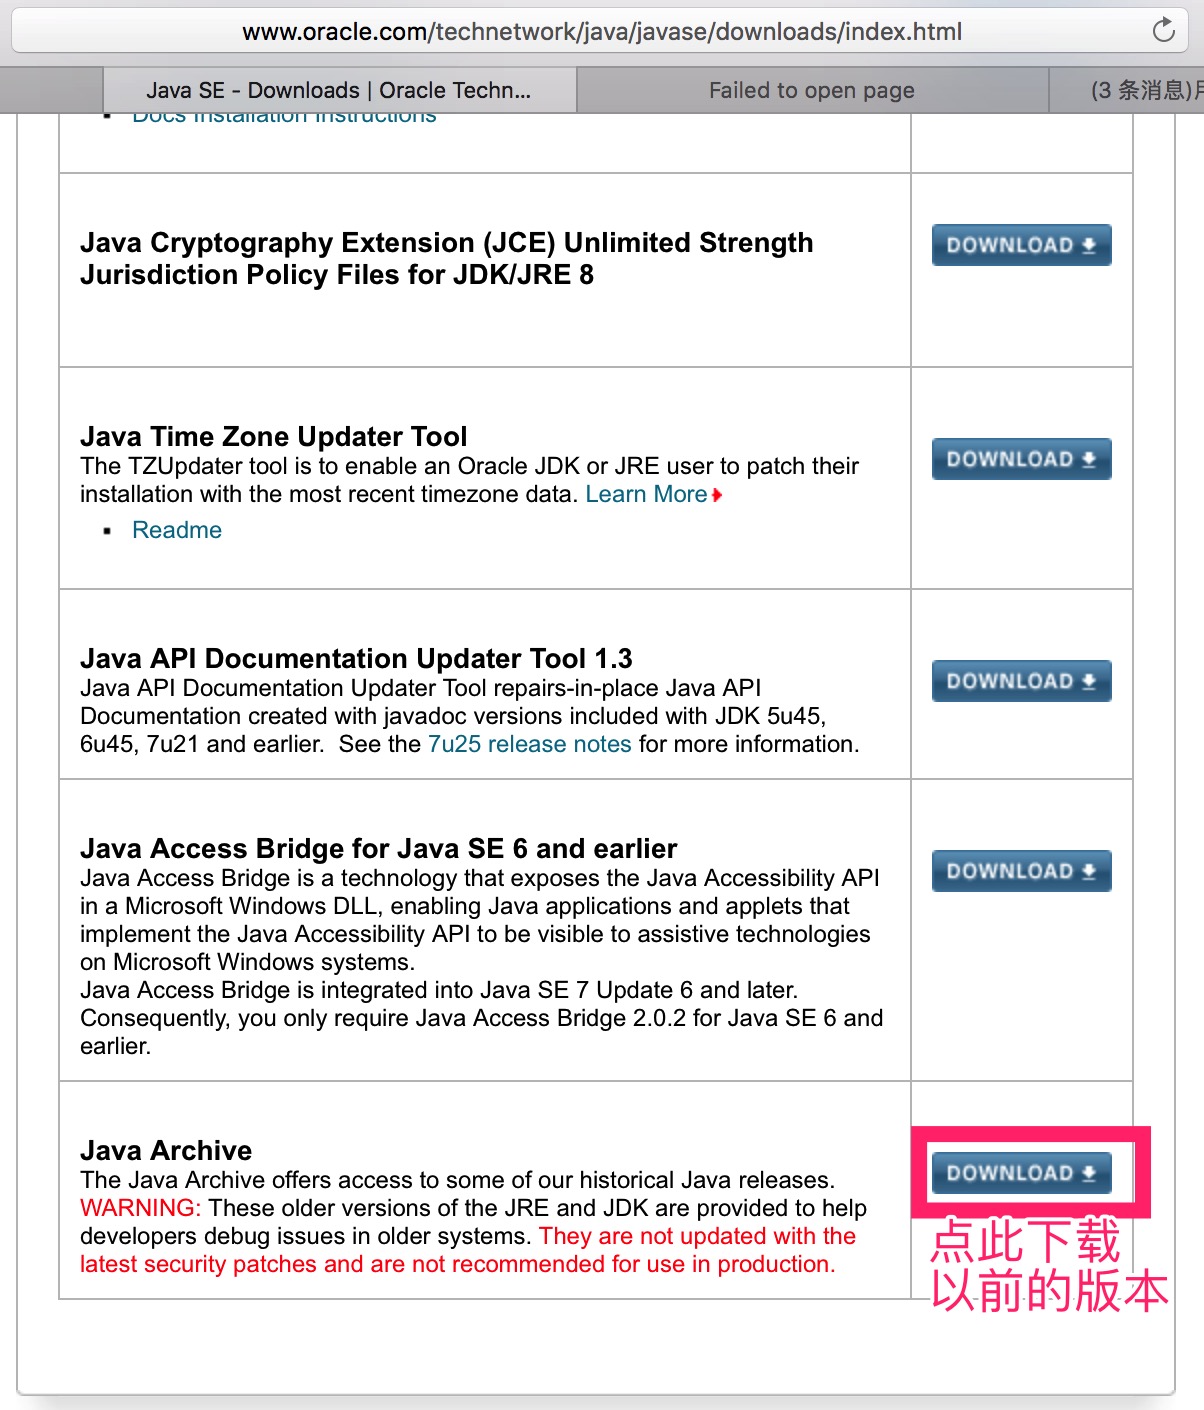 www.oracle.com/technetwork/java/javase/downloads/index.html
Java SE - Downloads | Oracle Techn...
Failed to open page
(3 条消息)月
Docs Installation Instructions
Java Cryptography Extension (JCE) Unlimited Strength
Jurisdiction Policy Files for JDK/JRE 8
DOWNLOAD
Java Time Zone Updater Tool
DOWNLOAD
The TZUpdater tool is to enable an Oracle JDK or JRE user to patch their
installation with the most recent timezone data. Learn More
Readme
Java API Documentation Updater Tool 1.3
DOWNLOAD
Java API Documentation Updater Tool repairs-in-place Java API
Documentation created with javadoc versions included with JDK 5u45,
6u45, 7u21 and earlier.  See the 7u25 release notes for more information.
Java Access Bridge for Java SE 6 and earlier
DOWNLOAD
Java Access Bridge is a technology that exposes the Java Accessibility API
in a Microsoft Windows DLL, enabling Java applications and applets that
implement the Java Accessibility API to be visible to assistive technologies
on Microsoft Windows systems.
Java Access Bridge is integrated into Java SE 7 Update 6 and later.
Consequently, you only require Java Access Bridge 2.0.2 for Java SE 6 and
earlier.
Java Archive
DOWNLOAD
The Java Archive offers access to some of our historical Java releases.
WARNING: These older versions of the JRE and JDK are provided to help
developers debug issues in older systems. They are not updated with the
latest security patches and are not recommended for use in production.
点此下载
以前的版本